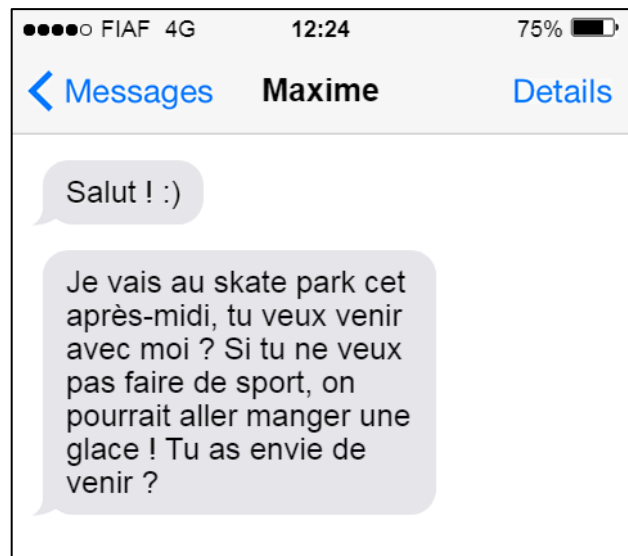 FIAF 4G 12:24 75%
Messages Maxime Details
Salut ! :)
Je vais au skate park cet
après-midi, tu veux venir
avec moi ? Si tu ne veux
pas faire de sport, on
pourrait aller manger une
glace ! Tu as envie de
venir ?